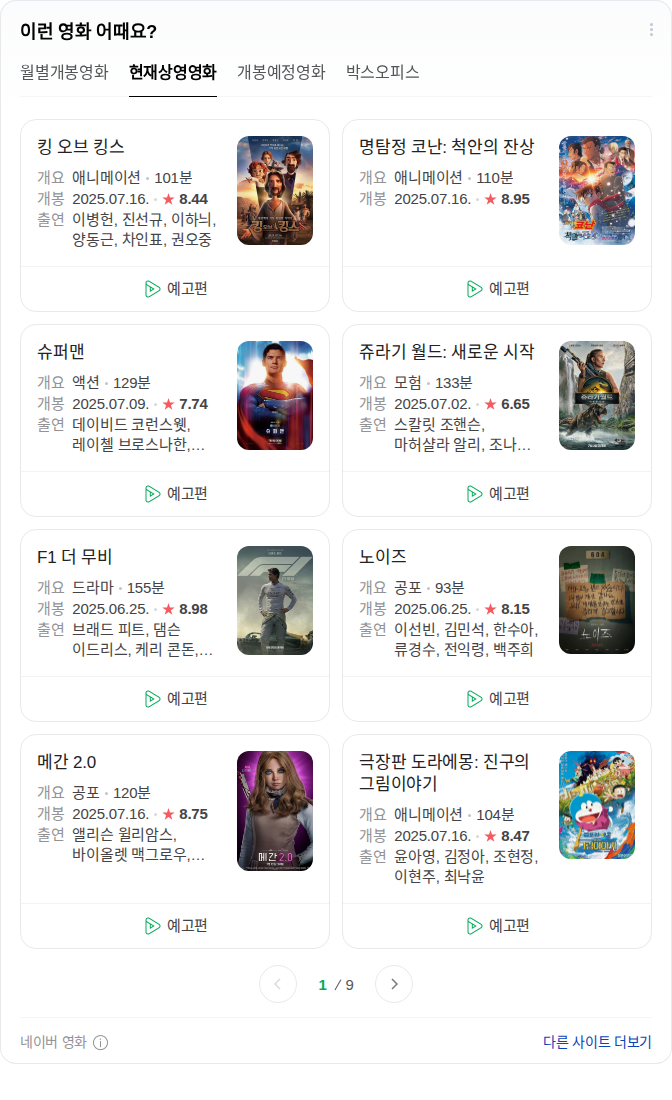 이런 영화 어때요?
월별개봉영화 현재상영영화 개봉예정영화 박스오피스
킹 오브 킹스
개요 애니메이션 · 101분
개봉 2025.07.16. · ★ 8.44
출연 이병헌, 진선규, 이하늬,
양동근, 차인표, 권오중
예고편
명탐정 코난: 척안의 잔상
개요 애니메이션 · 110분
개봉 2025.07.16. · ★ 8.95
예고편
슈퍼맨
개요 액션 · 129분
개봉 2025.07.09. · ★ 7.74
출연 데이비드 코런스웻,
레이첼 브로스나한,...
슈퍼맨
예고편
쥬라기 월드: 새로운 시작
개요 모험 · 133분
개봉 2025.07.02. · ★ 6.65
출연 스칼릿 조핸슨,
마허샬라 알리, 조나...
쥬라기 월드
예고편
F1 더 무비
개요 드라마 · 155분
개봉 2025.06.25. · ★ 8.98
출연 브래드 피트, 댐슨
이드리스, 케리 콘돈,...
예고편
노이즈
개요 공포 · 93분
개봉 2025.06.25. · ★ 8.15
출연 이선빈, 김민석, 한수아,
류경수, 전익령, 백주희
604
노이즈
예고편
메간 2.0
개요 공포 · 120분
개봉 2025.07.16. · ★ 8.75
출연 앨리슨 윌리암스,
바이올렛 맥그로우,...
메간 2.0
예고편
극장판 도라에몽: 진구의
그림이야기
개요 애니메이션 · 104분
개봉 2025.07.16. · ★ 8.47
출연 윤아영, 김정아, 조현정,
이현주, 최낙윤
예고편
1 / 9
네이버 영화
다른 사이트 더보기